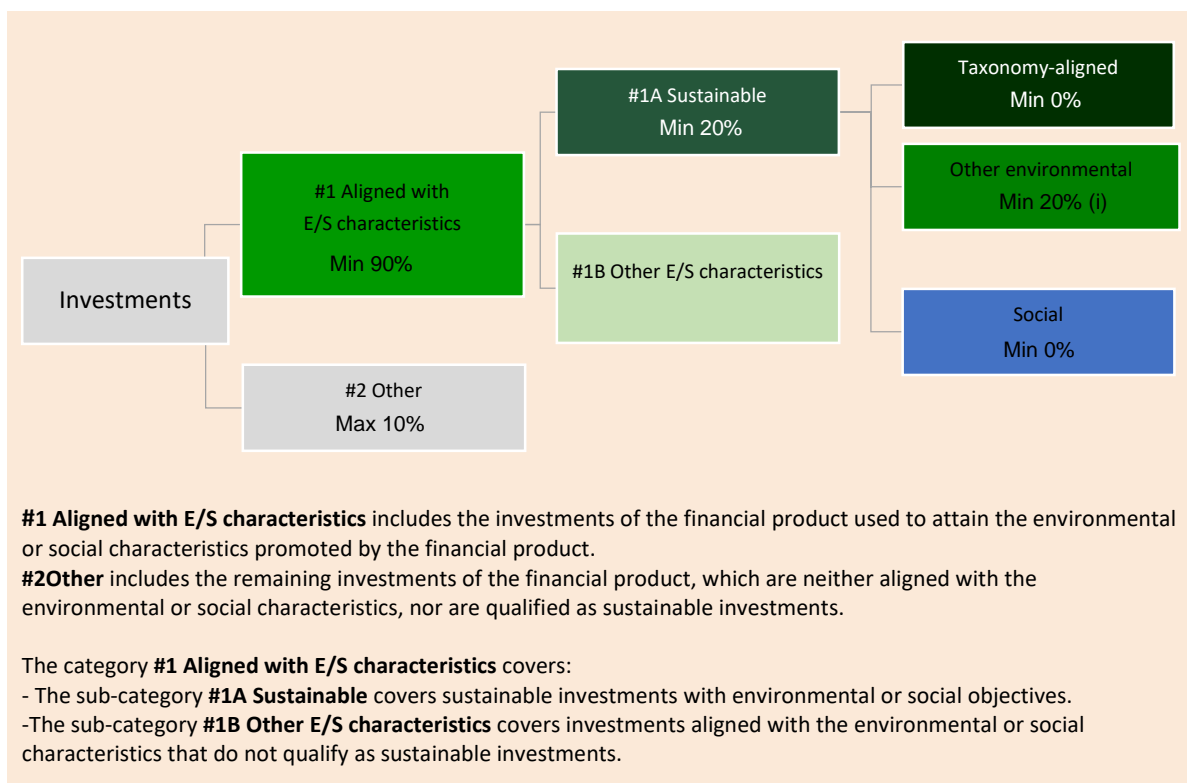 Investments
#1 Aligned with
E/S characteristics
Min 90%
#2 Other
Max 10%
#1A Sustainable
Min 20%
#1B Other E/S characteristics
Taxonomy-aligned
Min 0%
Other environmental
Min 20% (i)
Social
Min 0%
#1 Aligned with E/S characteristics includes the investments of the financial product used to attain the environmental
or social characteristics promoted by the financial product.
#2Other includes the remaining investments of the financial product, which are neither aligned with the
environmental or social characteristics, nor are qualified as sustainable investments.
The category #1 Aligned with E/S characteristics covers:
- The sub-category #1A Sustainable covers sustainable investments with environmental or social objectives.
-The sub-category #1B Other E/S characteristics covers investments aligned with the environmental or social
characteristics that do not qualify as sustainable investments.